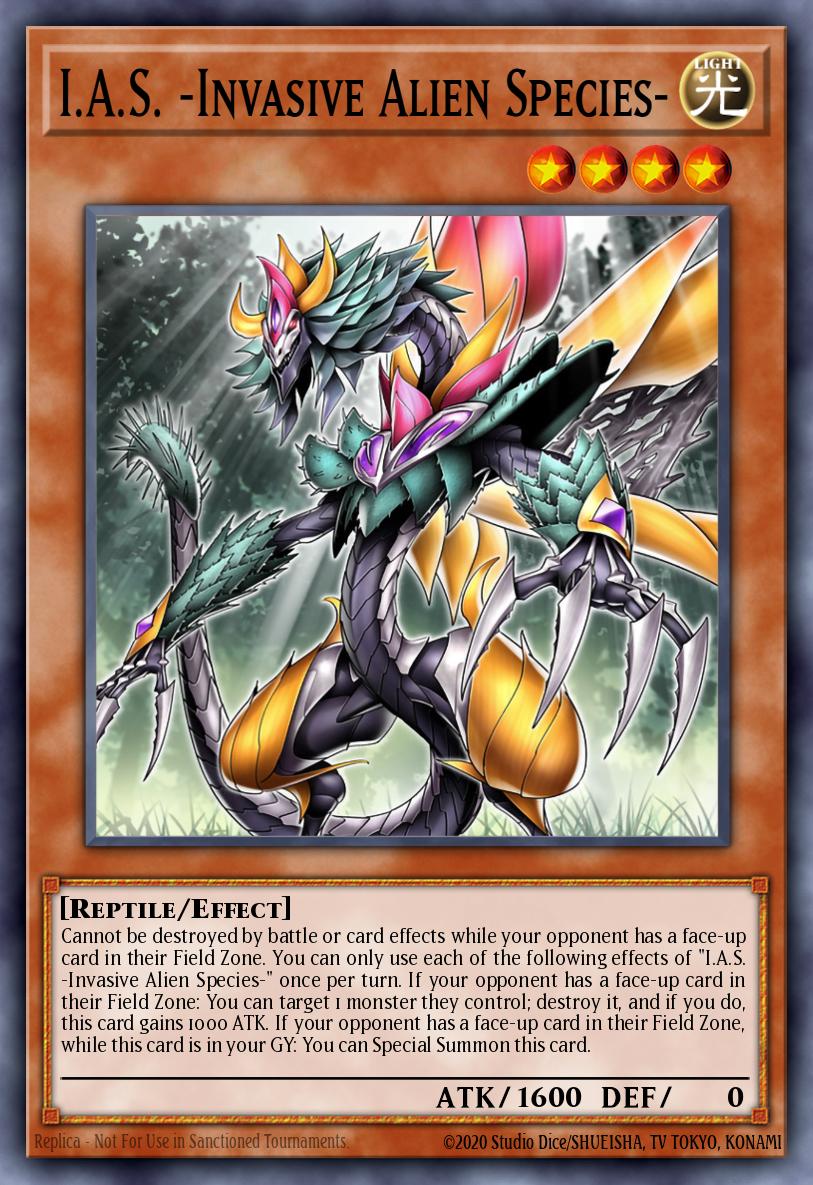 I.A.S. -Invasive Alien Species-
LIGHT
光
[Reptile/Effect]
Cannot be destroyed by battle or card effects while your opponent has a face-up
card in their Field Zone. You can only use each of the following effects of "I.A.S.
-Invasive Alien Species-" once per turn. If your opponent has a face-up card in
their Field Zone: You can target 1 monster they control; destroy it, and if you do,
this card gains 1000 ATK. If your opponent has a face-up card in their Field Zone,
while this card is in your GY: You can Special Summon this card.
ATK/1600 DEF/ 0
Replica - Not For Use in Sanctioned Tournaments.
©2020 Studio Dice/SHUEISHA, TV TOKYO, KONAMI